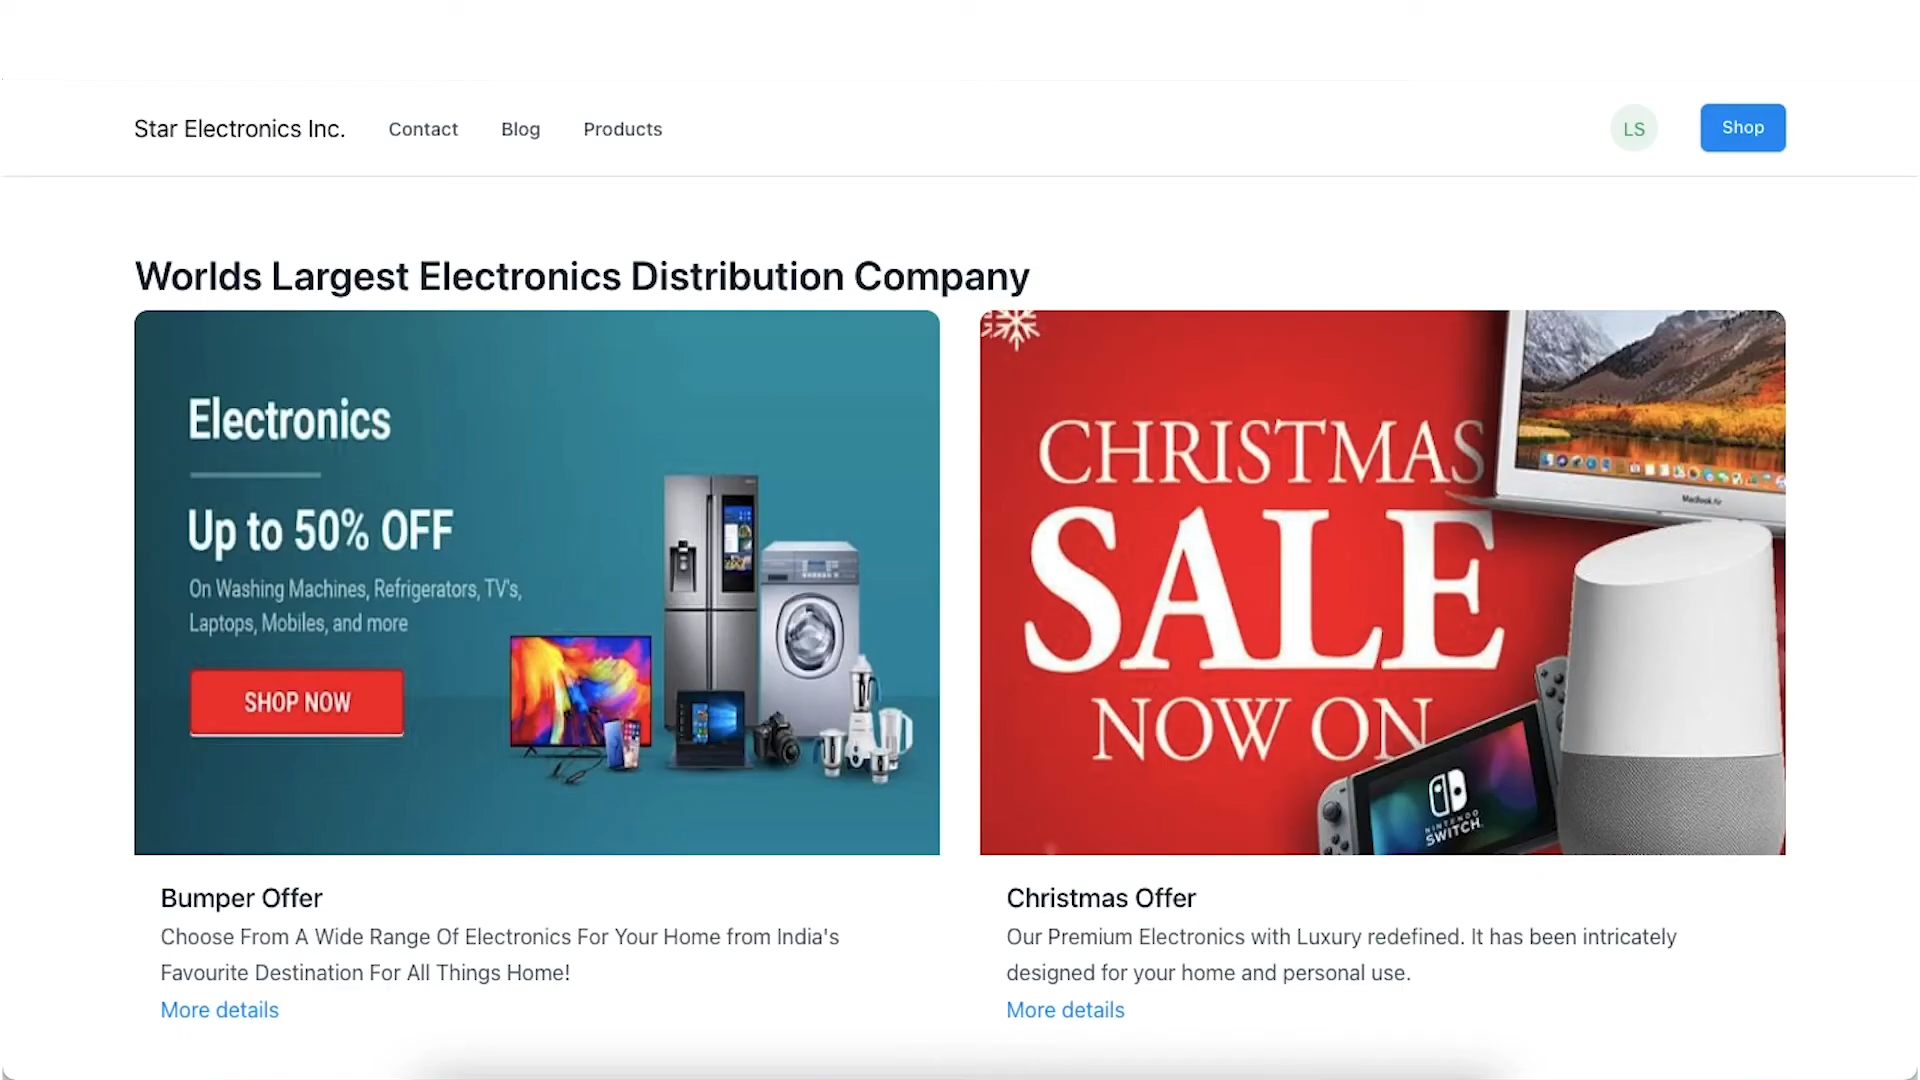 Star Electronics Inc.
Contact
Blog
Products
LS
Shop
Worlds Largest Electronics Distribution Company
Electronics
Up to 50% OFF
On Washing Machines, Refrigerators, TV's,
Laptops, Mobiles, and more
SHOP NOW
CHRISTMAS
SALE
NOW ON
MacBook Air
NINTENDO
SWITCH
Bumper Offer
Choose From A Wide Range Of Electronics For Your Home from India's
Favourite Destination For All Things Home!
More details
Christmas Offer
Our Premium Electronics with Luxury redefined. It has been intricately
designed for your home and personal use.
More details